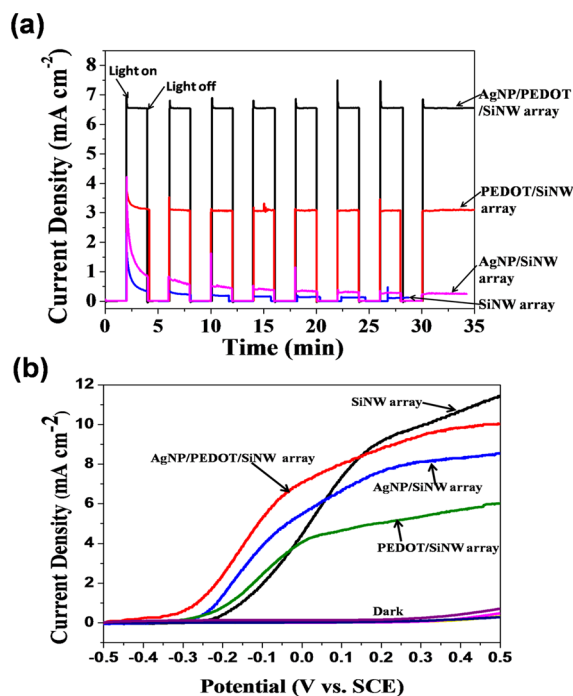 (a)
Current Density (mA cm⁻²)
8
7
6
5
4
3
2
1
0
Light on
Light off
AgNP/PEDOT
/SiNW array
PEDOT/SiNW
array
AgNP/SiNW
array
SiNW array
0 5 10 15 20 25 30 35
Time (min)
(b)
Current Density (mA cm⁻²)
12
10
8
6
4
2
0
SiNW array
AgNP/PEDOT/SiNW array
AgNP/SiNW array
PEDOT/SiNW
array
Dark
-0.5 -0.4 -0.3 -0.2 -0.1 0.0 0.1 0.2 0.3 0.4 0.5
Potential (V vs. SCE)